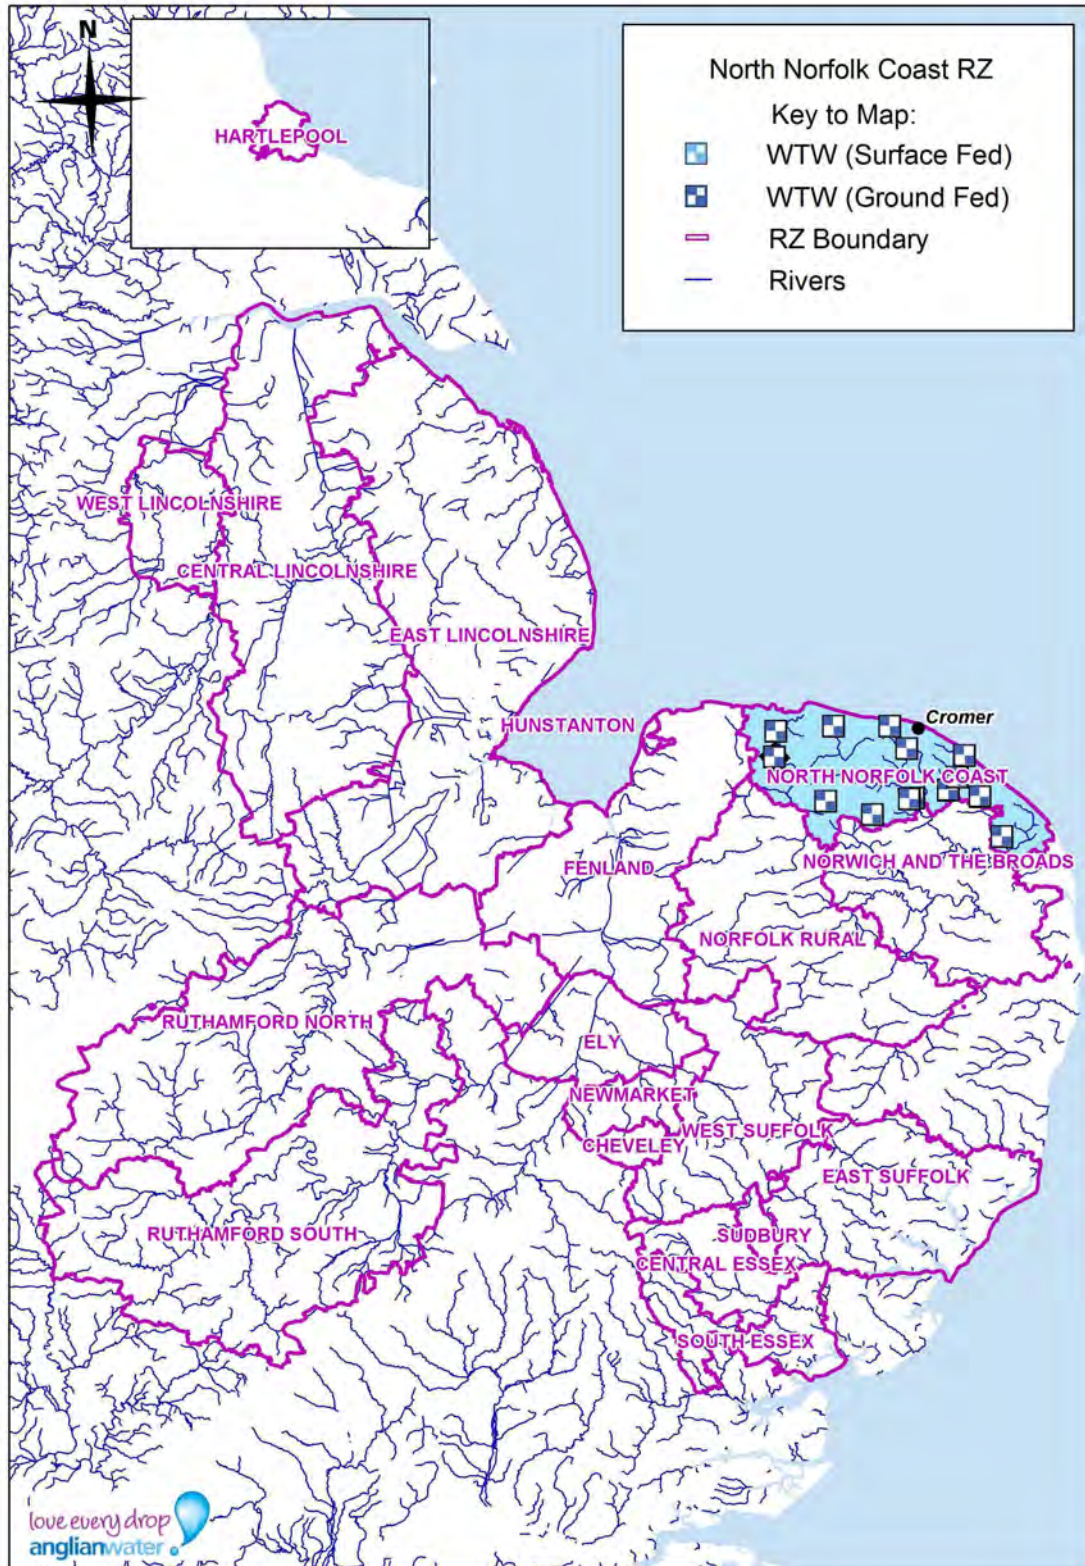 N
HARTLEPOOL
North Norfolk Coast RZ
Key to Map:
WTW (Surface Fed)
WTW (Ground Fed)
RZ Boundary
Rivers
WEST LINCOLNSHIRE
CENTRAL LINCOLNSHIRE
EAST LINCOLNSHIRE
HUNSTANTON
Cromer
NORTH NORFOLK COAST
FENLAND
NORWICH AND THE BROADS
NORFOLK RURAL
RUTHAMFORD NORTH
ELY
NEWMARKET
WEST SUFFOLK
CHEVELEY
EAST SUFFOLK
RUTHAMFORD SOUTH
SUDBURY
CENTRAL ESSEX
SOUTH ESSEX
love every drop
anglianwater